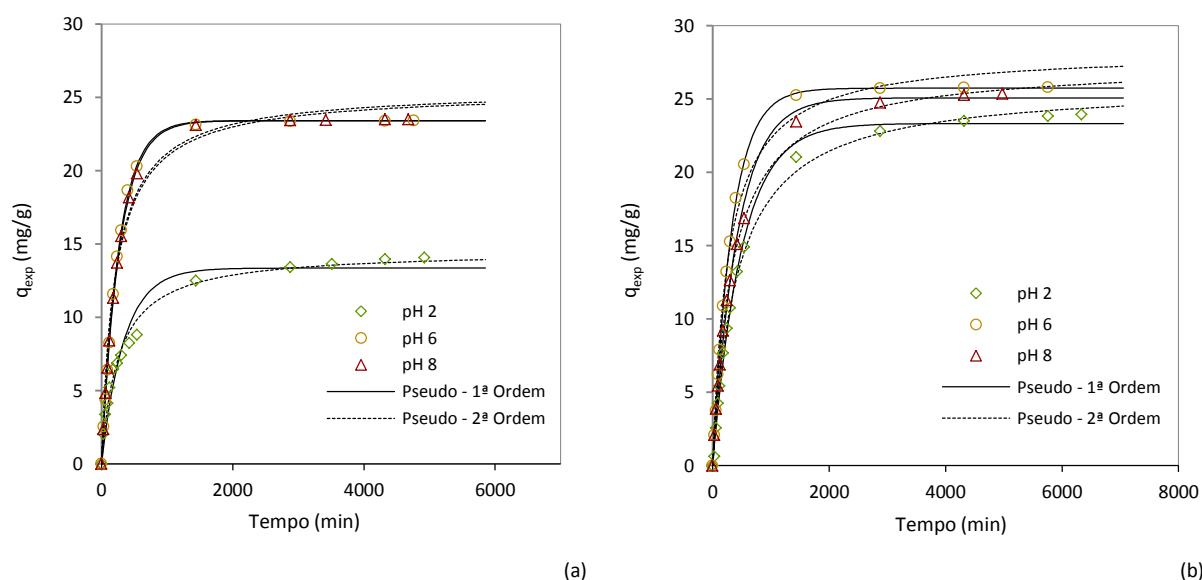 30
25
20
15
10
5
0
0
2000
4000
6000
q_exp (mg/g)
Tempo (min)
pH 2
pH 6
pH 8
Pseudo - 1ª Ordem
Pseudo - 2ª Ordem
(a)
30
25
20
15
10
5
0
0
2000
4000
6000
8000
q_exp (mg/g)
Tempo (min)
pH 2
pH 6
pH 8
Pseudo - 1ª Ordem
Pseudo - 2ª Ordem
(b)